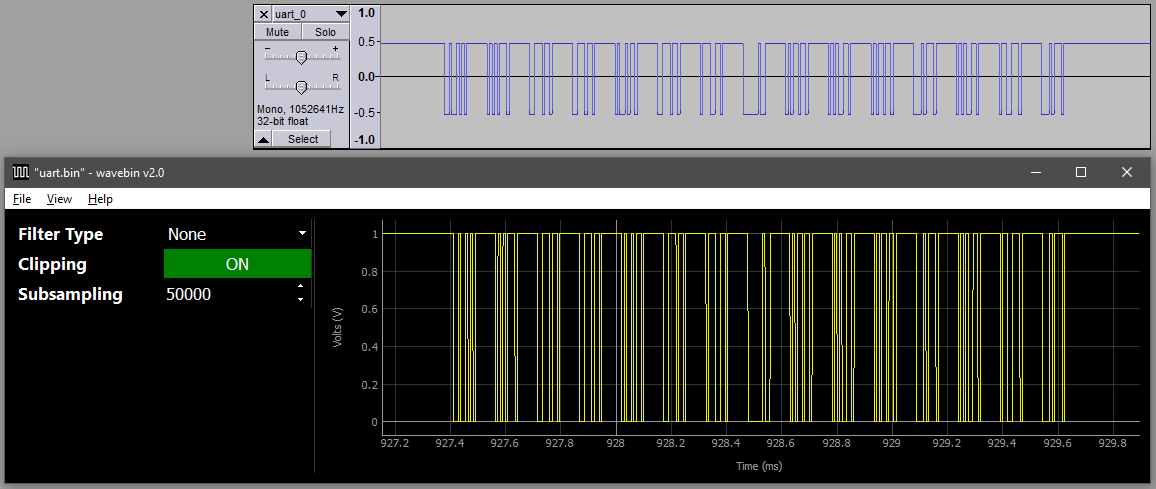 uart_0
Mute Solo
- +
L R
Mono, 1052641Hz
32-bit float
Select
1.0
0.5
0.0
-0.5
-1.0
"uart.bin" - wavebin v2.0
File View Help
Filter Type None
Clipping ON
Subsampling 50000
Volts (V)
1
0.8
0.6
0.4
0.2
0
927.2 927.4 927.6 927.8 928 928.2 928.4 928.6 928.8 929 929.2 929.4 929.6 929.8
Time (ms)